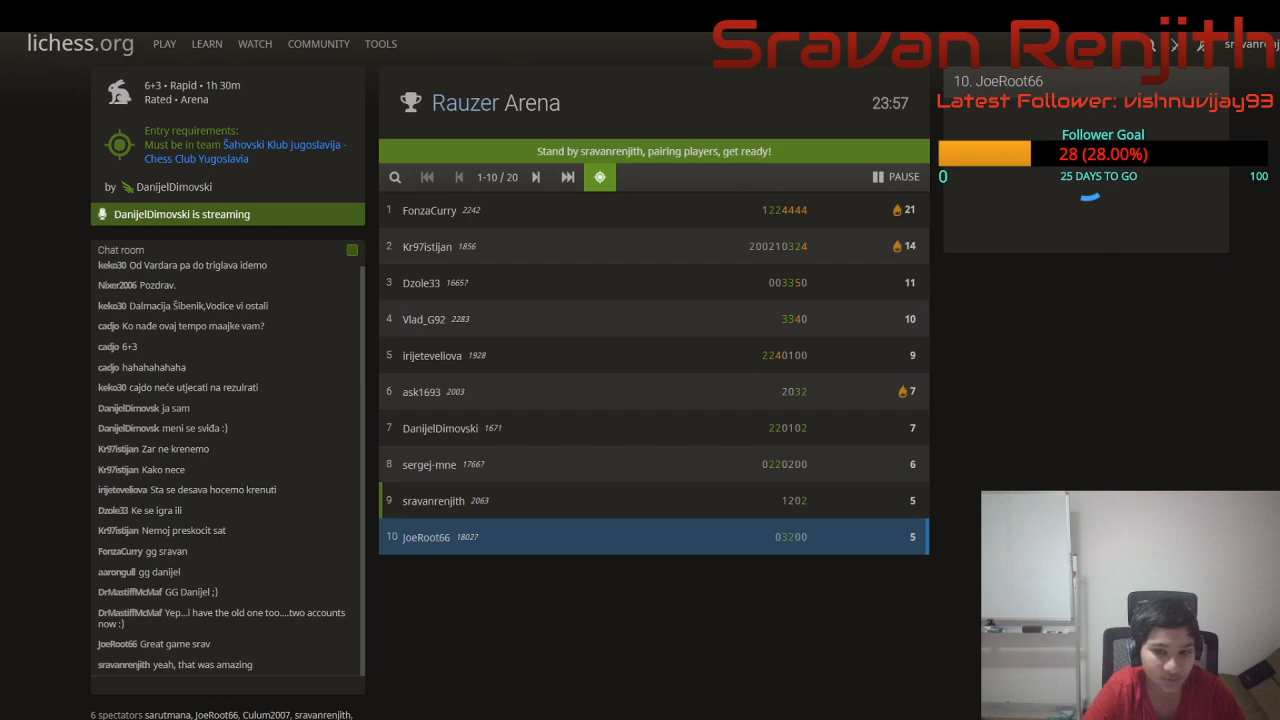 Sravan Renjith
lichess.org PLAY LEARN WATCH COMMUNITY TOOLS
6+3 • Rapid • 1h 30m
Rated • Arena
Entry requirements:
Must be in team Šahovski Klub Jugoslavija -
Chess Club Yugoslavia
by DanijelDimovski
DanijelDimovski is streaming
Chat room
keko30 Od Vardara pa do triglava idemo
Nixer2006 Pozdrav.
keko30 Dalmacija Šibenik,Vodice vi ostali
cadjo Ko nađe ovaj tempo maajke vam?
cadjo 6+3
cadjo hahahahahaha
keko30 cajdo neće utjecati na rezulrati
DanijelDimovsk ja sam
DanijelDimovsk meni se sviđa :)
Kr97istijan Zar ne krenemo
Kr97istijan Kako nece
irijeteveliova Sta se desava hocemo krenuti
Dzole33 Ke se igra ili
Kr97istijan Nemoj preskocit sat
FonzaCurry gg sravan
aarongull gg danijel
DrMastiffMcMaf GG Danijel ;)
DrMastiffMcMaf Yep...i have the old one too....two accounts
now :)
JoeRoot66 Great game srav
sravanrenjith yeah, that was amazing
6 spectators sarutmana, JoeRoot66, Culum2007, sravanrenjith,
Rauzer Arena 23:57
Stand by sravanrenjith, pairing players, get ready!
1-10 / 20 PAUSE
1 FonzaCurry 2242 1224444 21
2 Kr97istijan 1856 200210324 14
3 Dzole33 1665? 003350 11
4 Vlad_G92 2283 3340 10
5 irijeteveliova 1928 2240100 9
6 ask1693 2003 2032 7
7 DanijelDimovski 1671 220102 7
8 sergej-mne 1766? 0220200 6
9 sravanrenjith 2063 1202 5
10 JoeRoot66 1802? 03200 5
10. JoeRoot66
Latest Follower: vishnuvijay93
Follower Goal
28 (28.00%)
0 25 DAYS TO GO 100